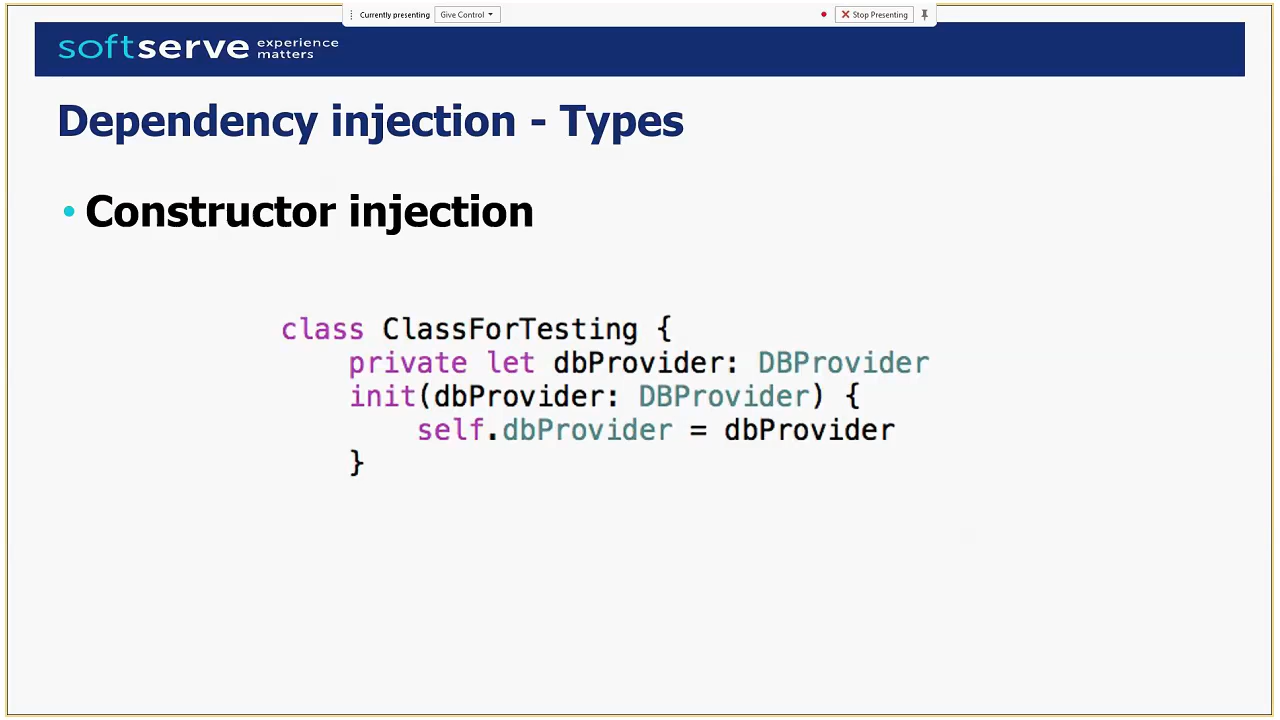 Currently presenting Give Control Stop Presenting
softserve experience matters
Dependency injection - Types
• Constructor injection
class ClassForTesting {
    private let dbProvider: DBProvider
    init(dbProvider: DBProvider) {
        self.dbProvider = dbProvider
    }